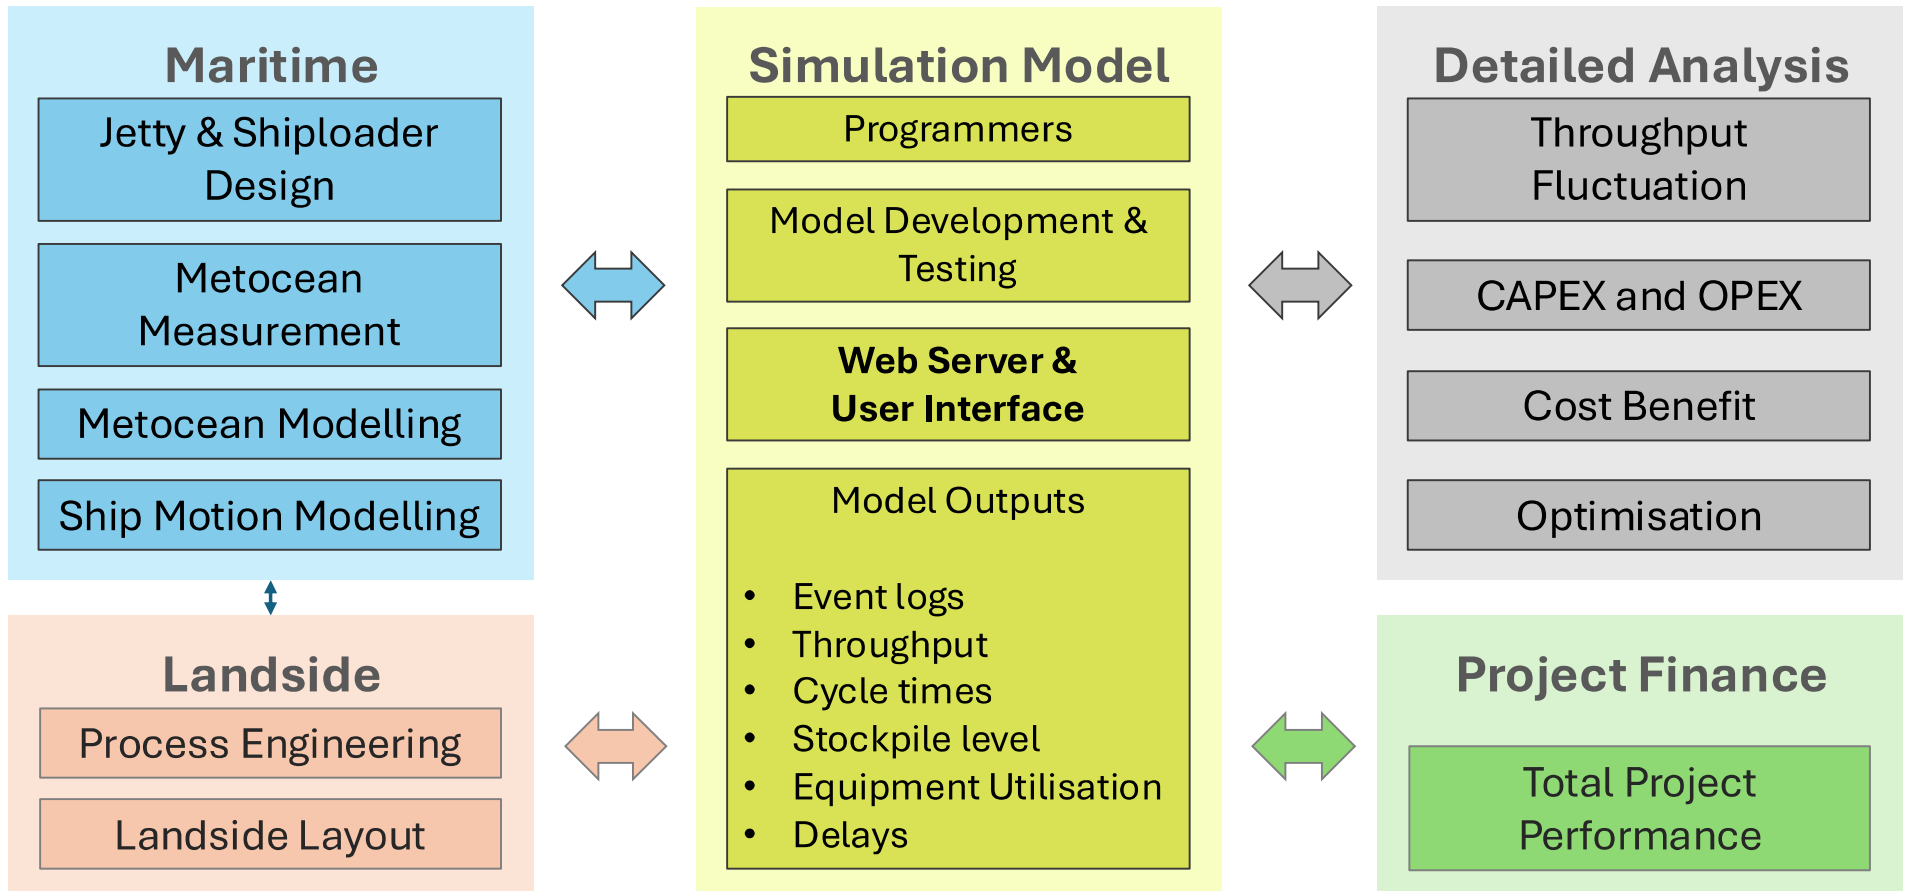 Maritime
Jetty & Shiploader
Design
Metocean
Measurement
Metocean Modelling
Ship Motion Modelling
Landside
Process Engineering
Landside Layout
Simulation Model
Programmers
Model Development &
Testing
Web Server &
User Interface
Model Outputs
• Event logs
• Throughput
• Cycle times
• Stockpile level
• Equipment Utilisation
• Delays
Detailed Analysis
Throughput
Fluctuation
CAPEX and OPEX
Cost Benefit
Optimisation
Project Finance
Total Project
Performance